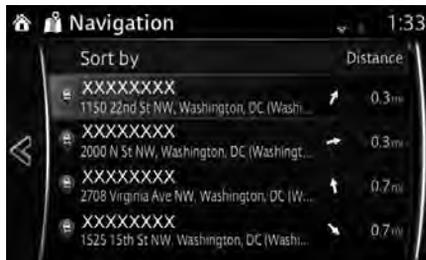 Navigation 1:33
Sort by Distance
XXXXXXXX
1150 22nd St NW, Washington, DC (Washi... 0.3mi
XXXXXXXX
2000 N St NW, Washington, DC (Washingt... 0.3mi
XXXXXXXX
2708 Virginia Ave NW, Washington, DC (W... 0.7mi
XXXXXXXX
1525 15th St NW, Washington, DC (Washi... 0.7mi